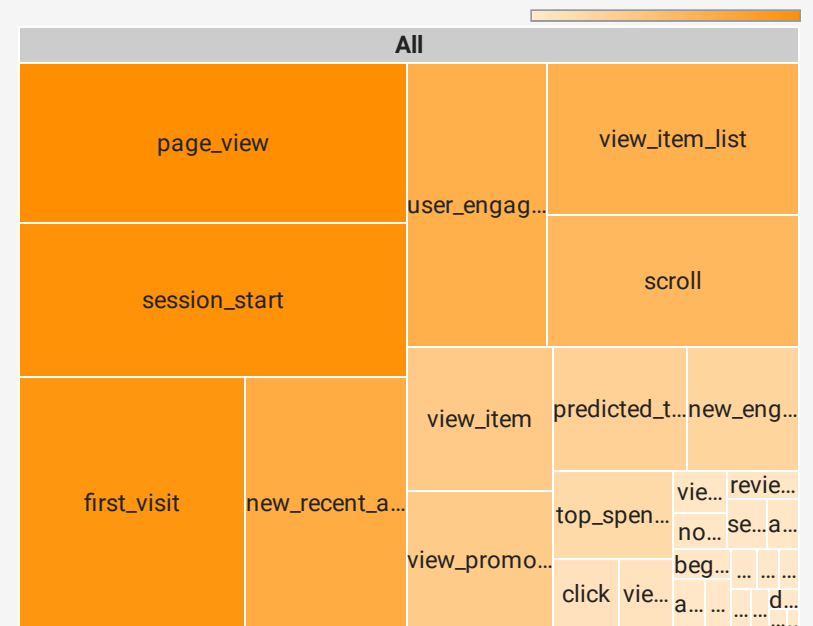 All
page_view
session_start
first_visit
new_recent_a...
user_engag...
view_item_list
scroll
view_item
view_promo...
predicted_t...
new_eng...
top_spen...
click
vie...
vie...
no...
beg...
a...
...
revie...
se...
a...
...
...
...
...
...
d...
...
...